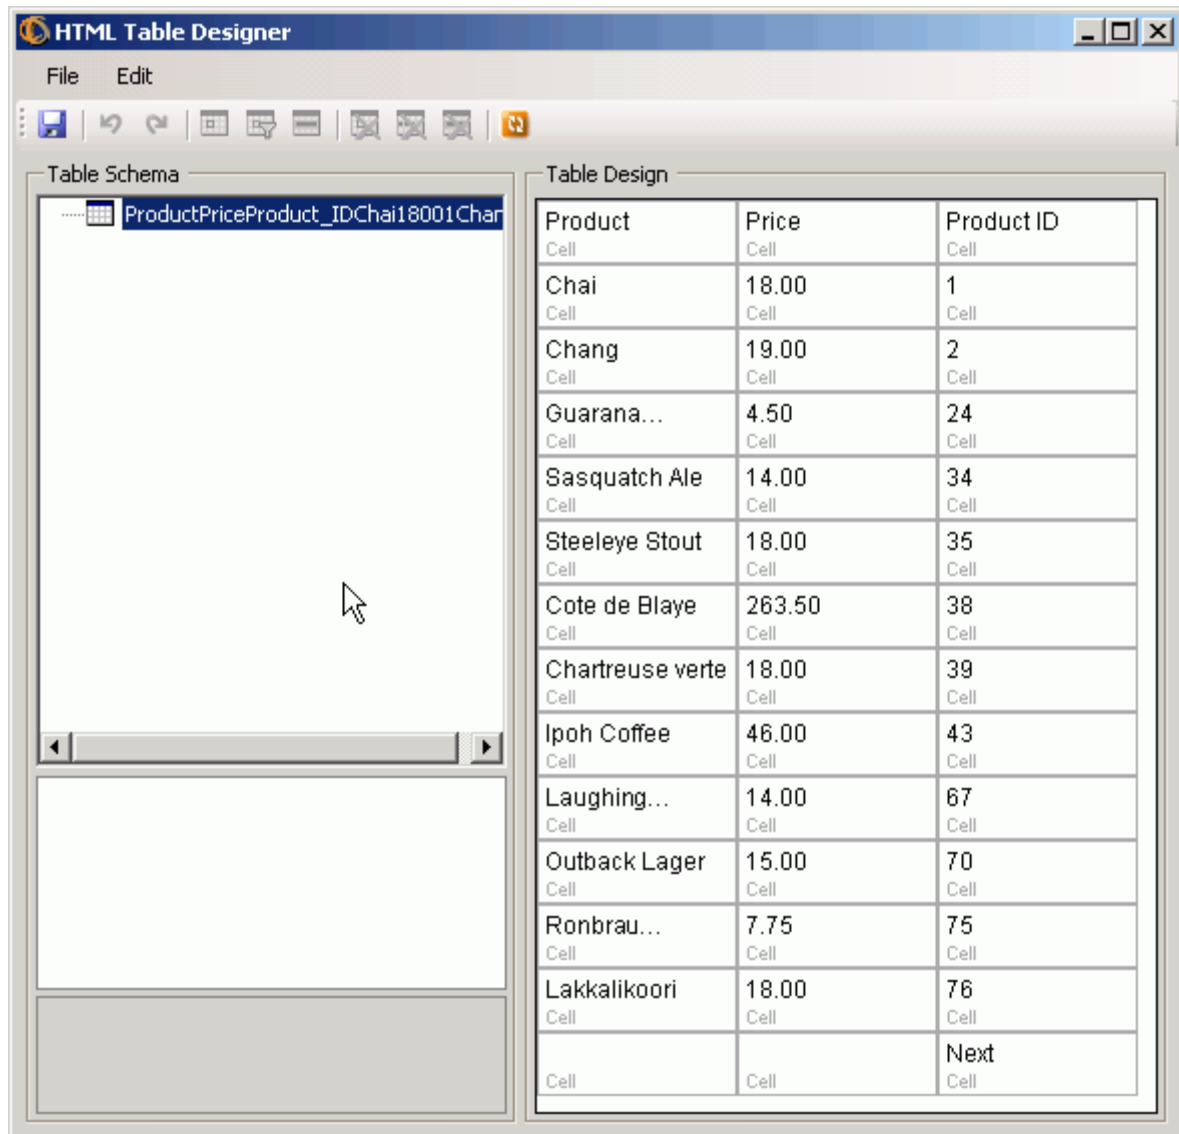 HTML Table Designer
File Edit
Table Schema
ProductPriceProduct_IDChai18001Char
Table Design
Product Price Product ID
Cell Cell Cell
Chai 18.00 1
Cell Cell Cell
Chang 19.00 2
Cell Cell Cell
Guarana... 4.50 24
Cell Cell Cell
Sasquatch Ale 14.00 34
Cell Cell Cell
Steeleye Stout 18.00 35
Cell Cell Cell
Cote de Blaye 263.50 38
Cell Cell Cell
Chartreuse verte 18.00 39
Cell Cell Cell
Ipoh Coffee 46.00 43
Cell Cell Cell
Laughing... 14.00 67
Cell Cell Cell
Outback Lager 15.00 70
Cell Cell Cell
Ronbrau... 7.75 75
Cell Cell Cell
Lakkalikoori 18.00 76
Cell Cell Cell
Next
Cell Cell Cell